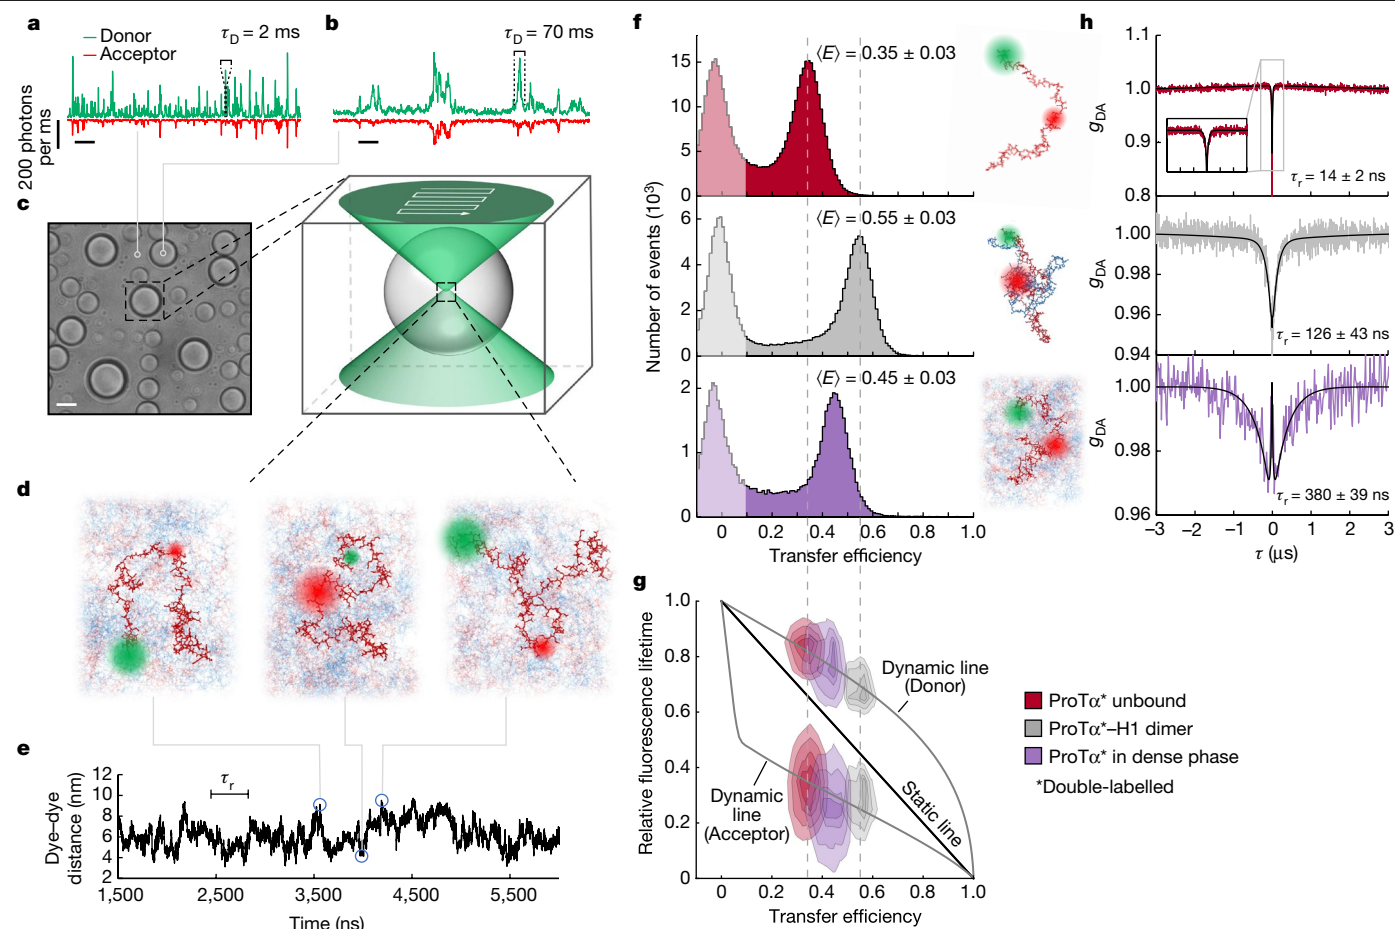 a
Donor
Acceptor
τD = 2 ms
b
τD = 70 ms
200 photons
per ms
c
d
e
τr
Dye–dye
distance (nm)
12
10
8
6
4
2
1,500
2,500
3,500
4,500
5,500
Time (ns)
f
⟨E⟩ = 0.35 ± 0.03
15
10
5
0
⟨E⟩ = 0.55 ± 0.03
6
4
2
0
⟨E⟩ = 0.45 ± 0.03
2
1
0
Number of events (10³)
0
0.2
0.4
0.6
1.0
Transfer efficiency
g
Relative fluorescence lifetime
1.0
0.8
0.6
0.4
0.2
0
Dynamic line
(Donor)
Dynamic
line
(Acceptor)
Static line
0
0.2
0.4
0.6
0.8
1.0
Transfer efficiency
ProTα* unbound
ProTα*–H1 dimer
ProTα* in dense phase
*Double-labelled
h
gDA
1.1
1.0
0.9
0.8
τr = 14 ± 2 ns
gDA
1.00
0.98
0.96
0.94
τr = 126 ± 43 ns
gDA
1.00
0.98
0.96
τr = 380 ± 39 ns
−3
−2
−1
0
1
2
3
τ (µs)